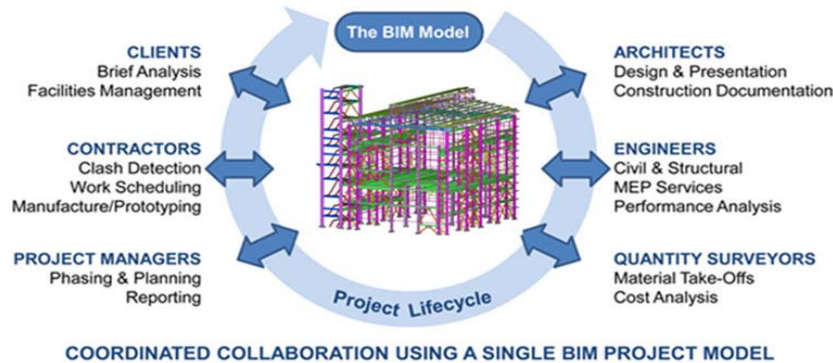 The BIM Model
CLIENTS
Brief Analysis
Facilities Management
CONTRACTORS
Clash Detection
Work Scheduling
Manufacture/Prototyping
PROJECT MANAGERS
Phasing & Planning
Reporting
ARCHITECTS
Design & Presentation
Construction Documentation
ENGINEERS
Civil & Structural
MEP Services
Performance Analysis
QUANTITY SURVEYORS
Material Take-Offs
Cost Analysis
Project Lifecycle
COORDINATED COLLABORATION USING A SINGLE BIM PROJECT MODEL